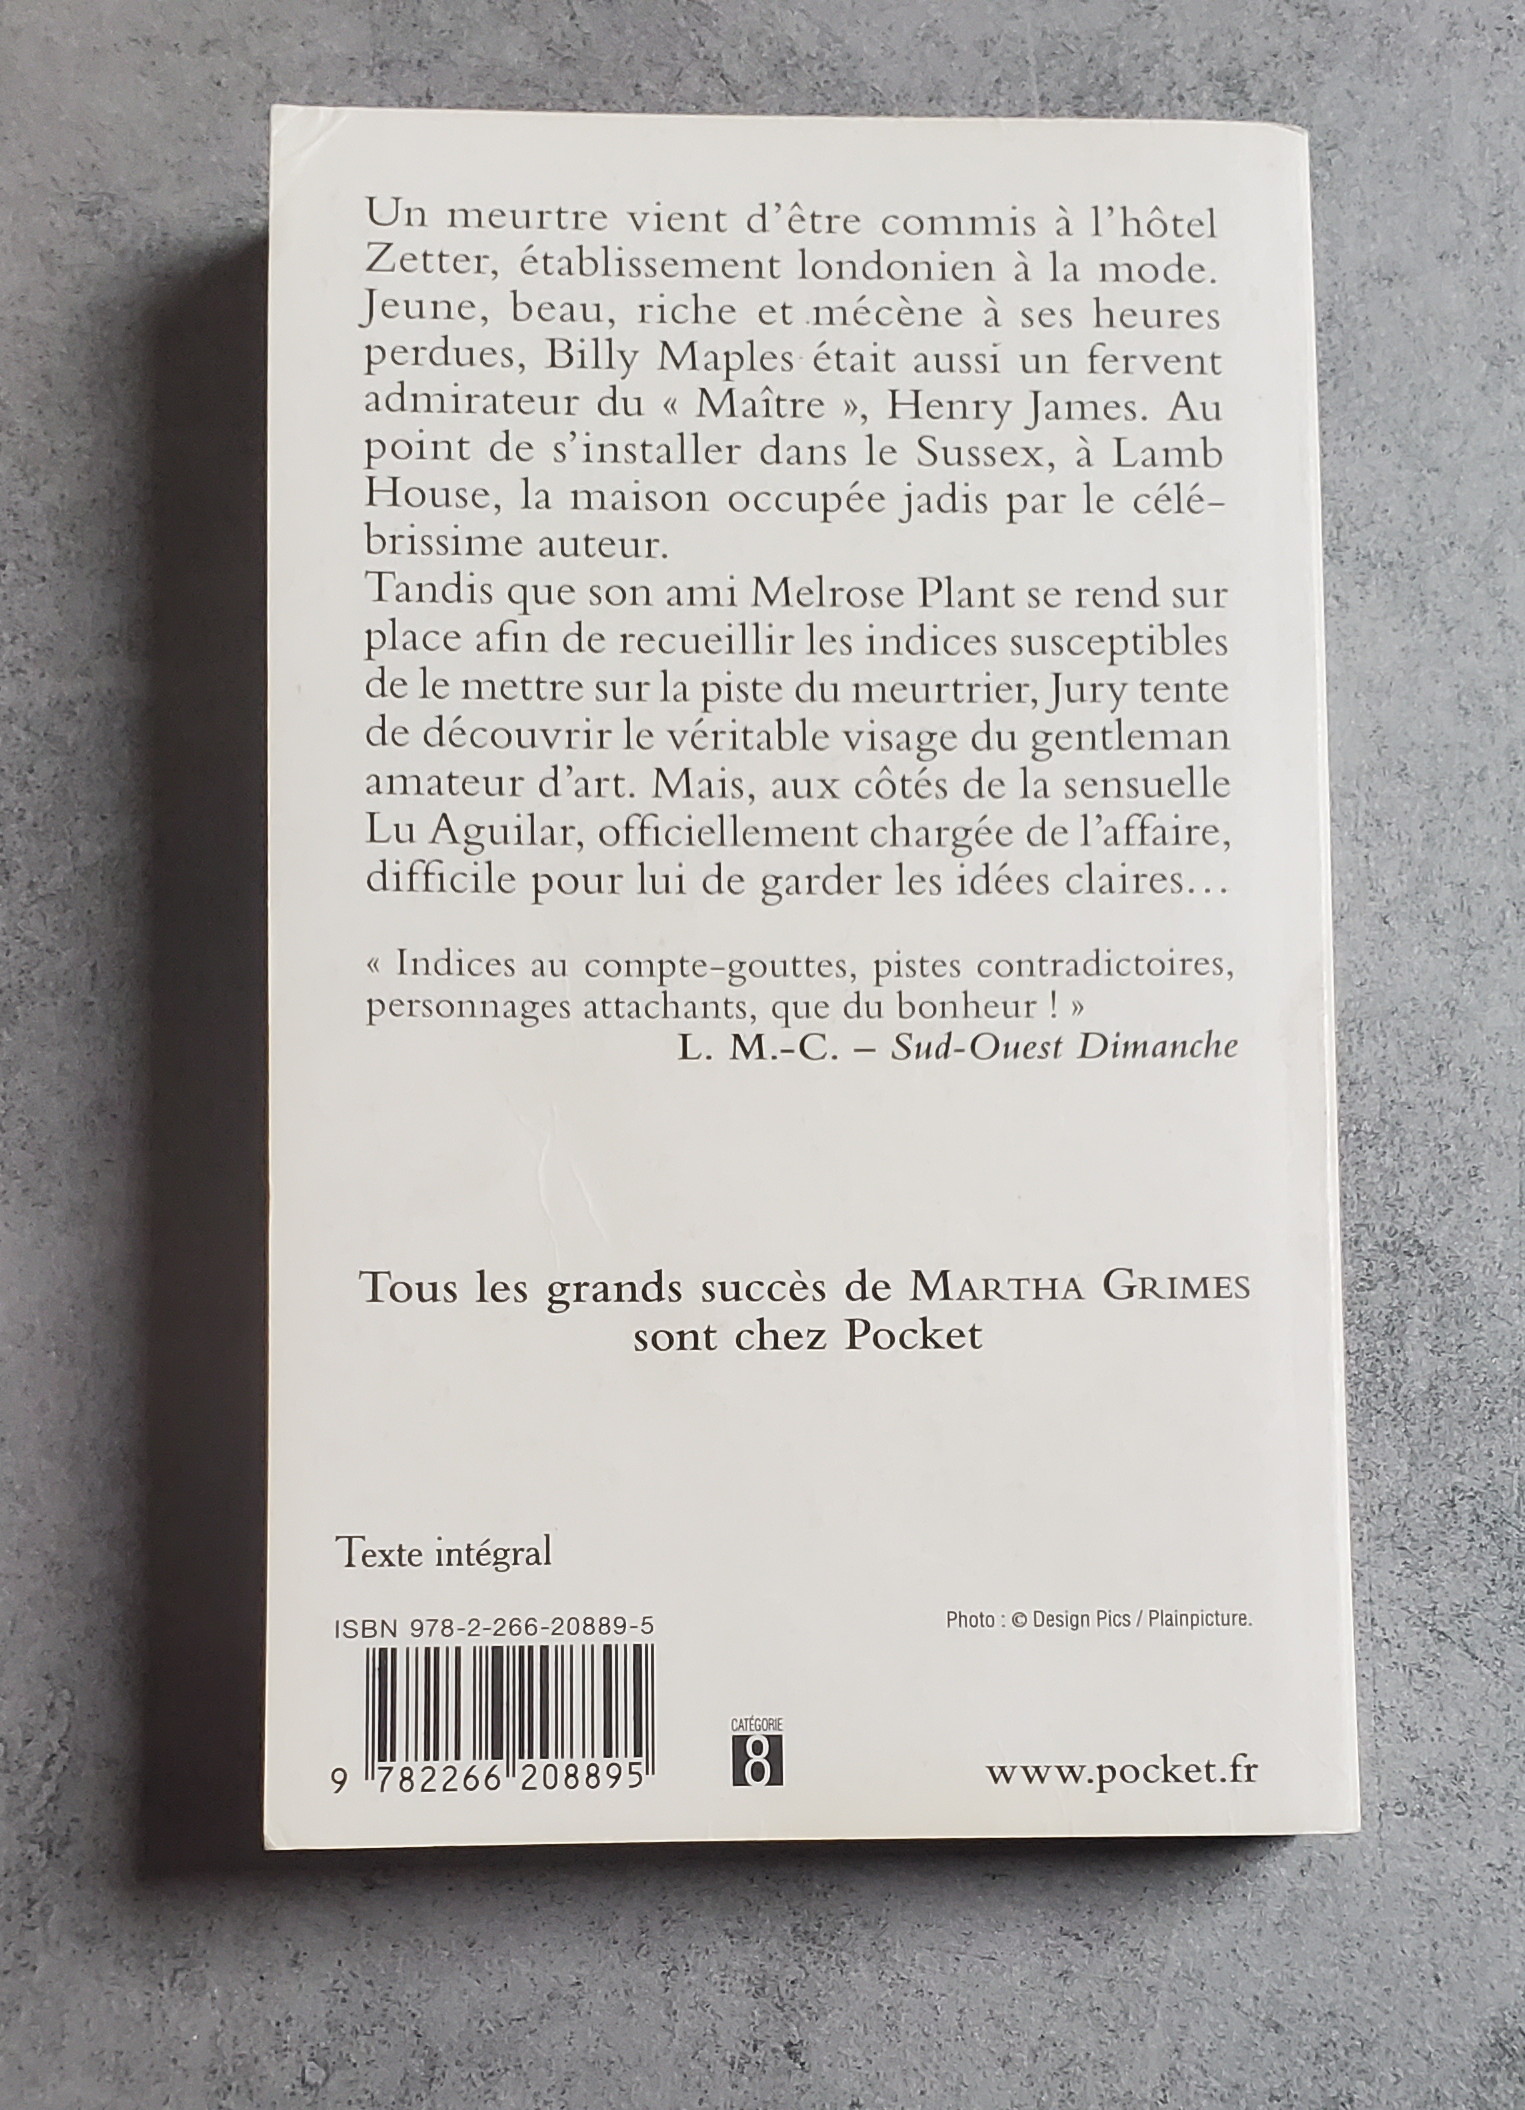 Un meurtre vient d'être commis à l'hôtel
Zetter, établissement londonien à la mode.
Jeune, beau, riche et mécène à ses heures
perdues, Billy Maples était aussi un fervent
admirateur du « Maître », Henry James. Au
point de s'installer dans le Sussex, à Lamb
House, la maison occupée jadis par le célé-
brissime auteur.
Tandis que son ami Melrose Plant se rend sur
place afin de recueillir les indices susceptibles
de le mettre sur la piste du meurtrier, Jury tente
de découvrir le véritable visage du gentleman
amateur d'art. Mais, aux côtés de la sensuelle
Lu Aguilar, officiellement chargée de l'affaire,
difficile pour lui de garder les idées claires...
« Indices au compte-gouttes, pistes contradictoires,
personnages attachants, que du bonheur ! »
L. M.-C. – Sud-Ouest Dimanche
Tous les grands succès de MARTHA GRIMES
sont chez Pocket
Texte intégral
ISBN 978-2-266-20889-5
9 782266 208895
CATÉGORIE
8
Photo : © Design Pics / Plainpicture.
www.pocket.fr